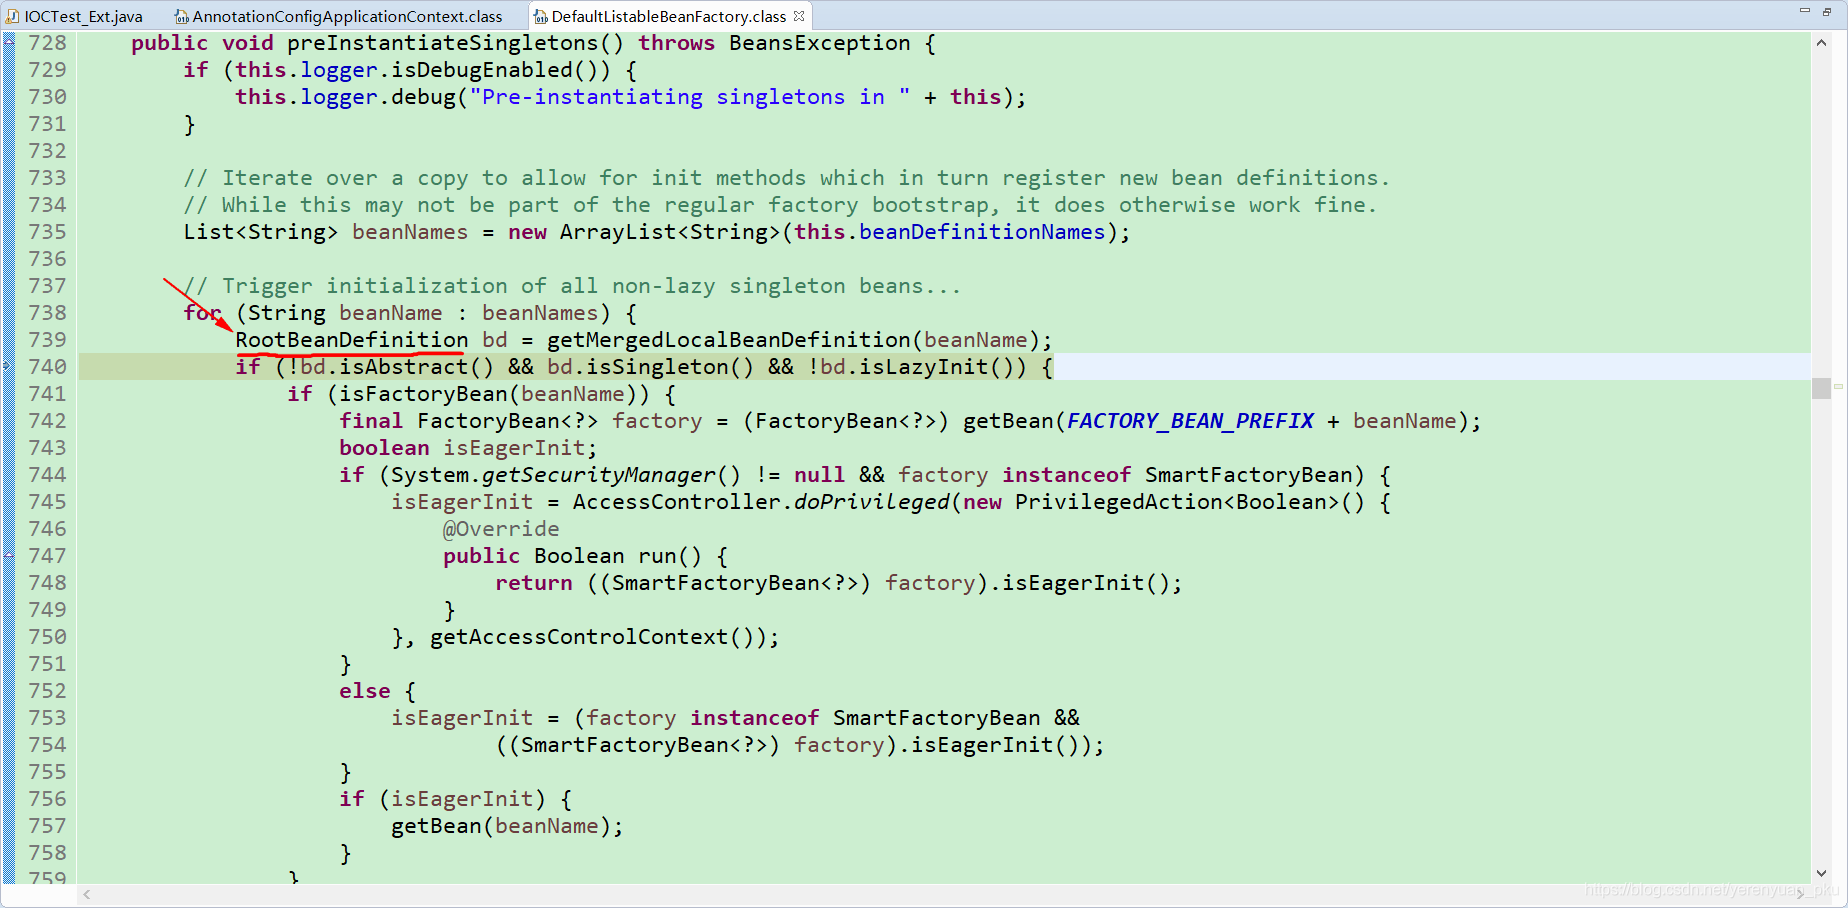 IOCTest_Ext.java AnnotationConfigApplicationContext.class DefaultListableBeanFactory.class
728 public void preInstantiateSingletons() throws BeansException {
729 if (this.logger.isDebugEnabled()) {
730 this.logger.debug("Pre-instantiating singletons in " + this);
731 }
732
733 // Iterate over a copy to allow for init methods which in turn register new bean definitions.
734 // While this may not be part of the regular factory bootstrap, it does otherwise work fine.
735 List<String> beanNames = new ArrayList<String>(this.beanDefinitionNames);
736
737 // Trigger initialization of all non-lazy singleton beans...
738 for (String beanName : beanNames) {
739 RootBeanDefinition bd = getMergedLocalBeanDefinition(beanName);
740 if (!bd.isAbstract() && bd.isSingleton() && !bd.isLazyInit()) {
741 if (isFactoryBean(beanName)) {
742 final FactoryBean<?> factory = (FactoryBean<?>) getBean(FACTORY_BEAN_PREFIX + beanName);
743 boolean isEagerInit;
744 if (System.getSecurityManager() != null && factory instanceof SmartFactoryBean) {
745 isEagerInit = AccessController.doPrivileged(new PrivilegedAction<Boolean>() {
746 @Override
747 public Boolean run() {
748 return ((SmartFactoryBean<?>) factory).isEagerInit();
749 }
750 }, getAccessControlContext());
751 }
752 else {
753 isEagerInit = (factory instanceof SmartFactoryBean &&
754 ((SmartFactoryBean<?>) factory).isEagerInit());
755 }
756 if (isEagerInit) {
757 getBean(beanName);
758 }
759 }
https://blog.csdn.net/yerenyuan_pku